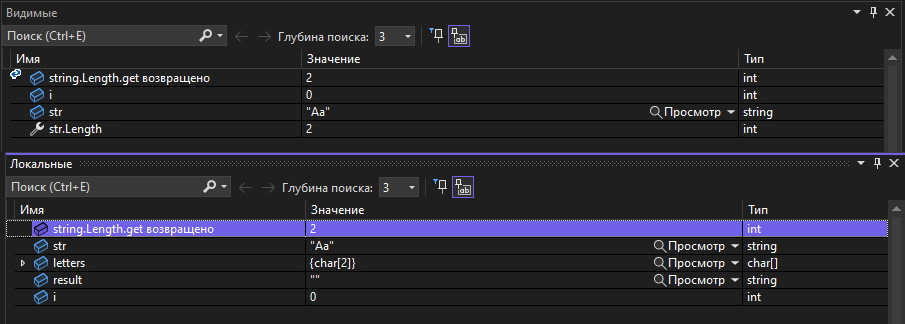 Видимые
Поиск (Ctrl+E) Глубина поиска: 3
Имя Значение Тип
string.Length.get возвращено 2 int
i 0 int
str "Aa" Просмотр string
str.Length 2 int
Локальные
Поиск (Ctrl+E) Глубина поиска: 3
Имя Значение Тип
string.Length.get возвращено 2 int
str "Aa" Просмотр string
letters {char[2]} Просмотр char[]
result "" Просмотр string
i 0 int